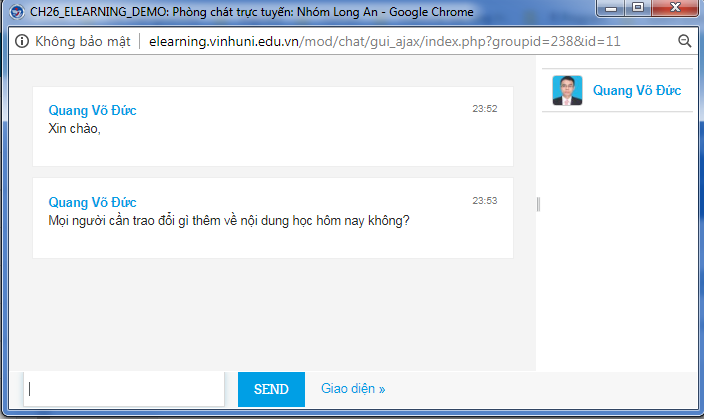 CH26_ELEARNING_DEMO: Phòng chát trực tuyến: Nhóm Long An - Google Chrome
Không bảo mật | elearning.vinhuni.edu.vn/mod/chat/gui_ajax/index.php?groupid=238&id=11
Quang Võ Đức 23:52
Xin chào,
Quang Võ Đức 23:53
Mọi người cần trao đổi gì thêm về nội dung học hôm nay không?
Quang Võ Đức
SEND Giao diện »